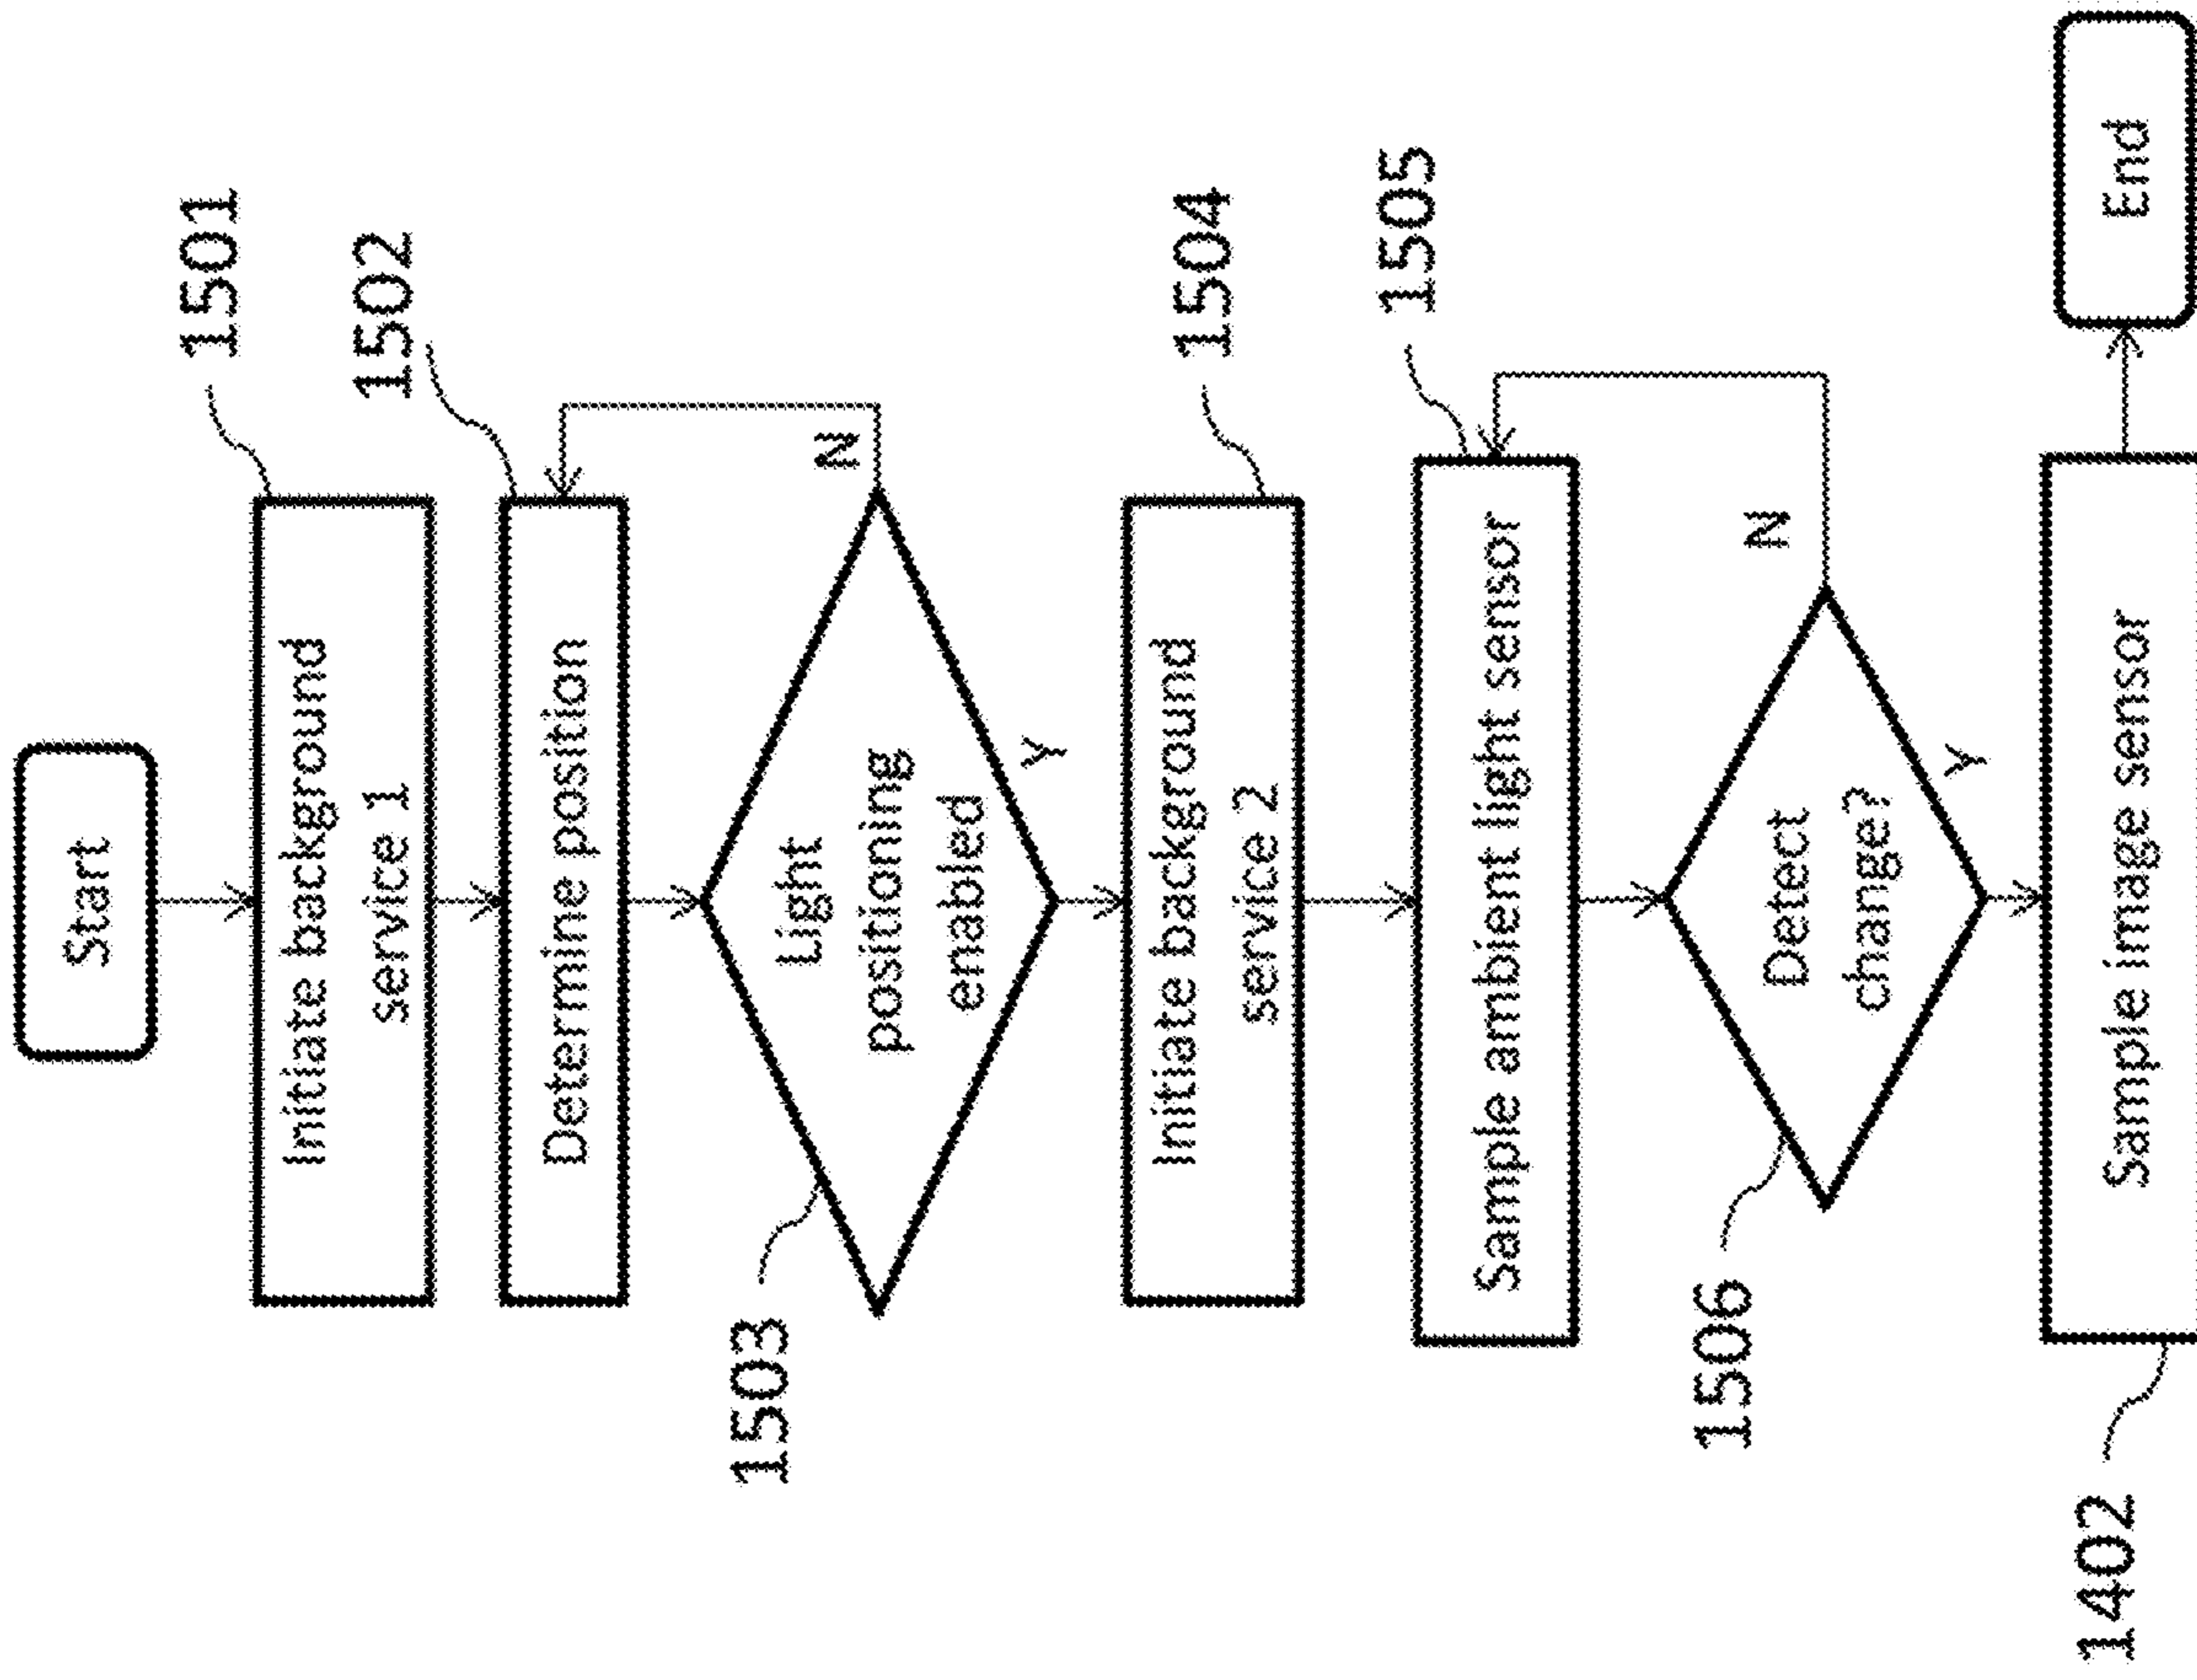 Start
1501
Initiate background
service 1
1502
Determine position
1503
Light
positioning
enabled
N
Y
1504
Initiate background
service 2
1505
Sample ambient light sensor
1506
Detect
change?
N
Y
1402
Sample image sensor
End